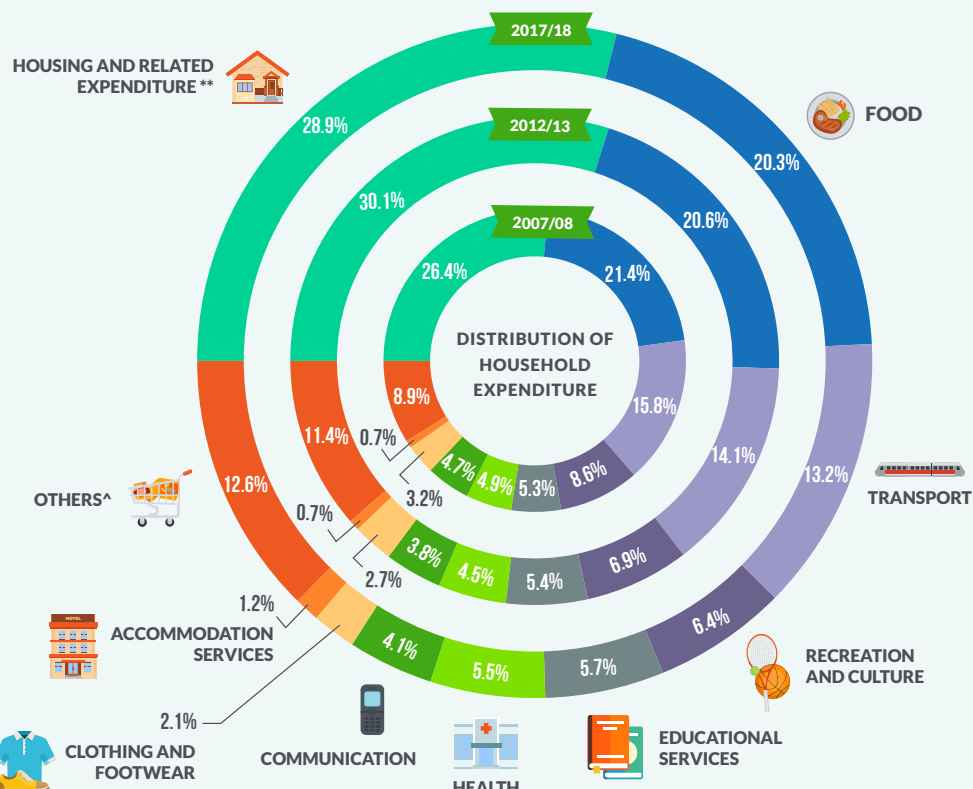 2017/18
HOUSING AND RELATED
EXPENDITURE **
FOOD
28.9%
20.3%
2012/13
30.1%
20.6%
2007/08
26.4%
21.4%
DISTRIBUTION OF
HOUSEHOLD
EXPENDITURE
8.9%
15.8%
0.7%
3.2%
4.7%
4.9%
5.3%
8.6%
11.4%
14.1%
0.7%
2.7%
3.8%
4.5%
5.4%
6.9%
12.6%
13.2%
OTHERS^
TRANSPORT
1.2%
ACCOMMODATION
SERVICES
HOTEL
4.1%
5.5%
5.7%
6.4%
RECREATION
AND CULTURE
2.1%
CLOTHING AND
FOOTWEAR
COMMUNICATION
HEALTH
EDUCATIONAL
SERVICES